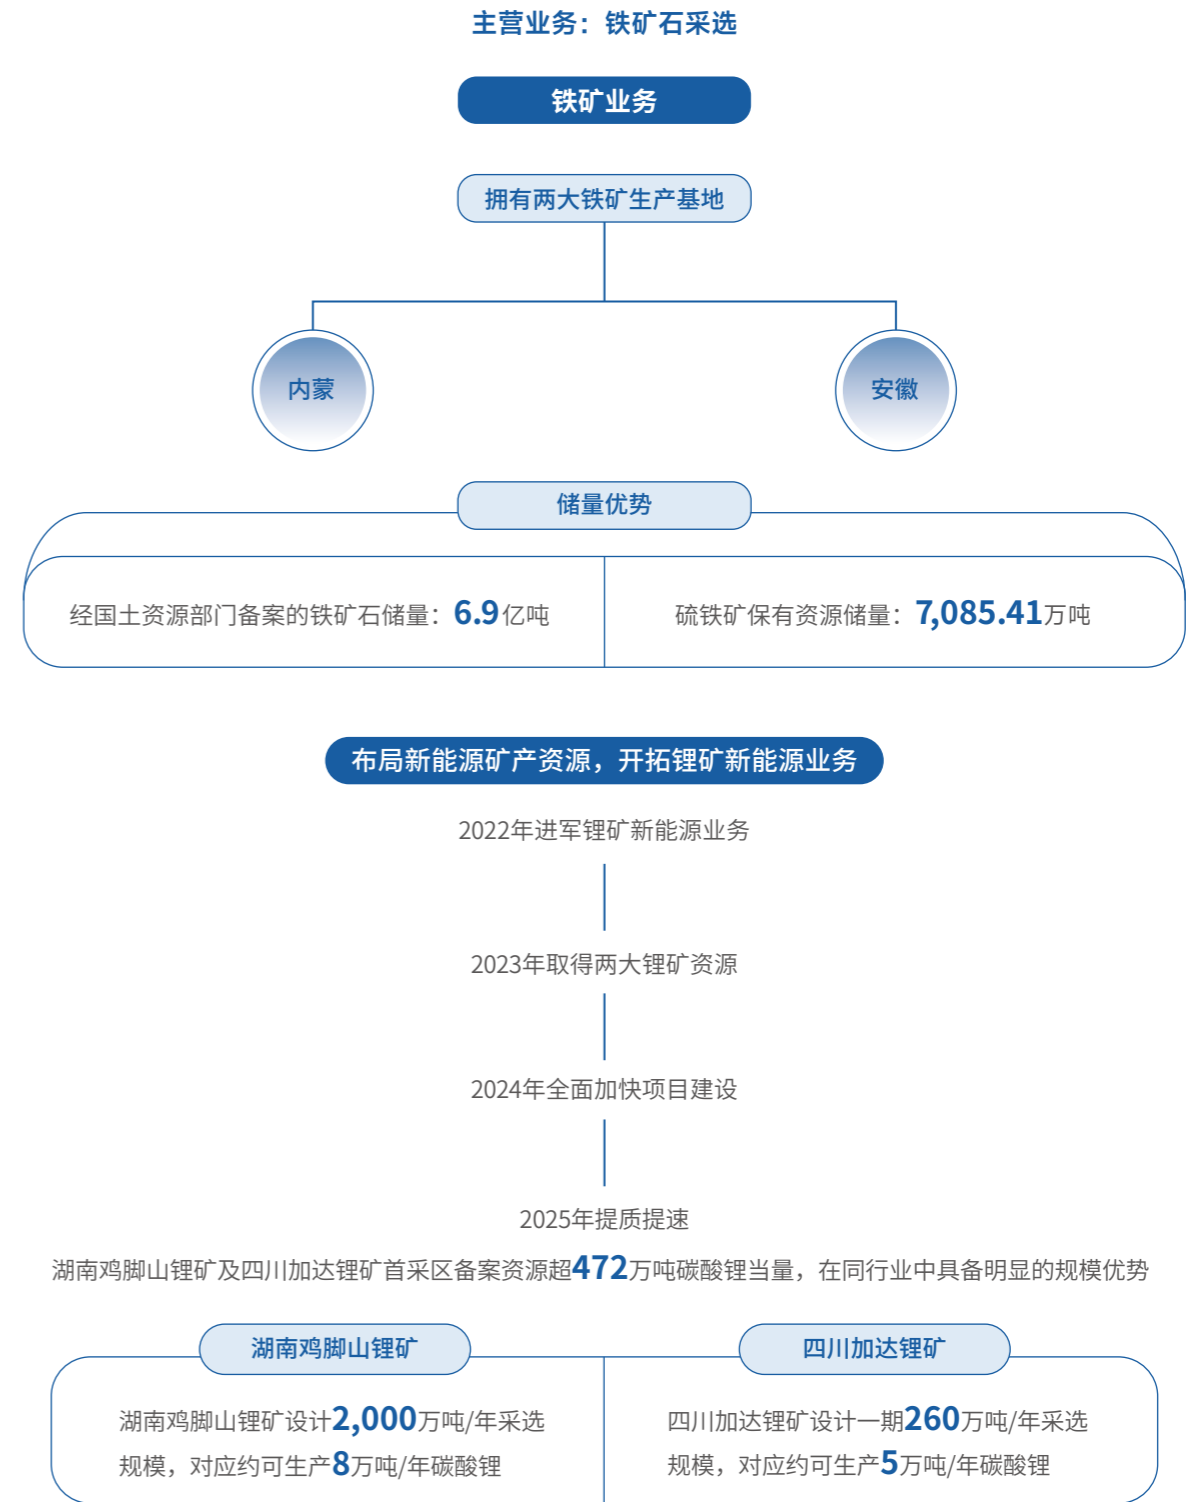 主营业务：铁矿石采选
铁矿业务
拥有两大铁矿生产基地
内蒙
安徽
储量优势
经国土资源部门备案的铁矿石储量：6.9亿吨
硫铁矿保有资源储量：7,085.41万吨
布局新能源矿产资源，开拓锂矿新能源业务
2022年进军锂矿新能源业务
2023年取得两大锂矿资源
2024年全面加快项目建设
2025年提质提速
湖南鸡脚山锂矿及四川加达锂矿首采区备案资源超472万吨碳酸锂当量，在同行业中具备明显的规模优势
湖南鸡脚山锂矿
湖南鸡脚山锂矿设计2,000万吨/年采选
规模，对应约可生产8万吨/年碳酸锂
四川加达锂矿
四川加达锂矿设计一期260万吨/年采选
规模，对应约可生产5万吨/年碳酸锂